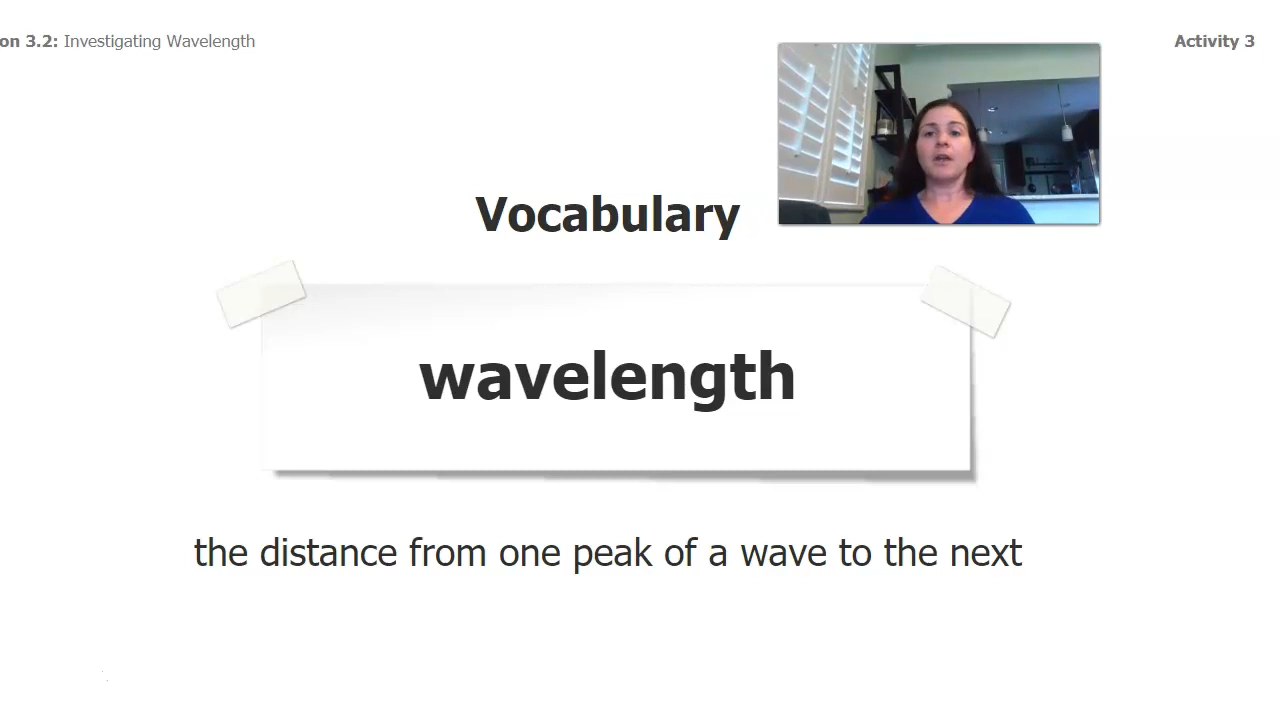 on 3.2: Investigating Wavelength
Activity 3
Vocabulary
wavelength
the distance from one peak of a wave to the next